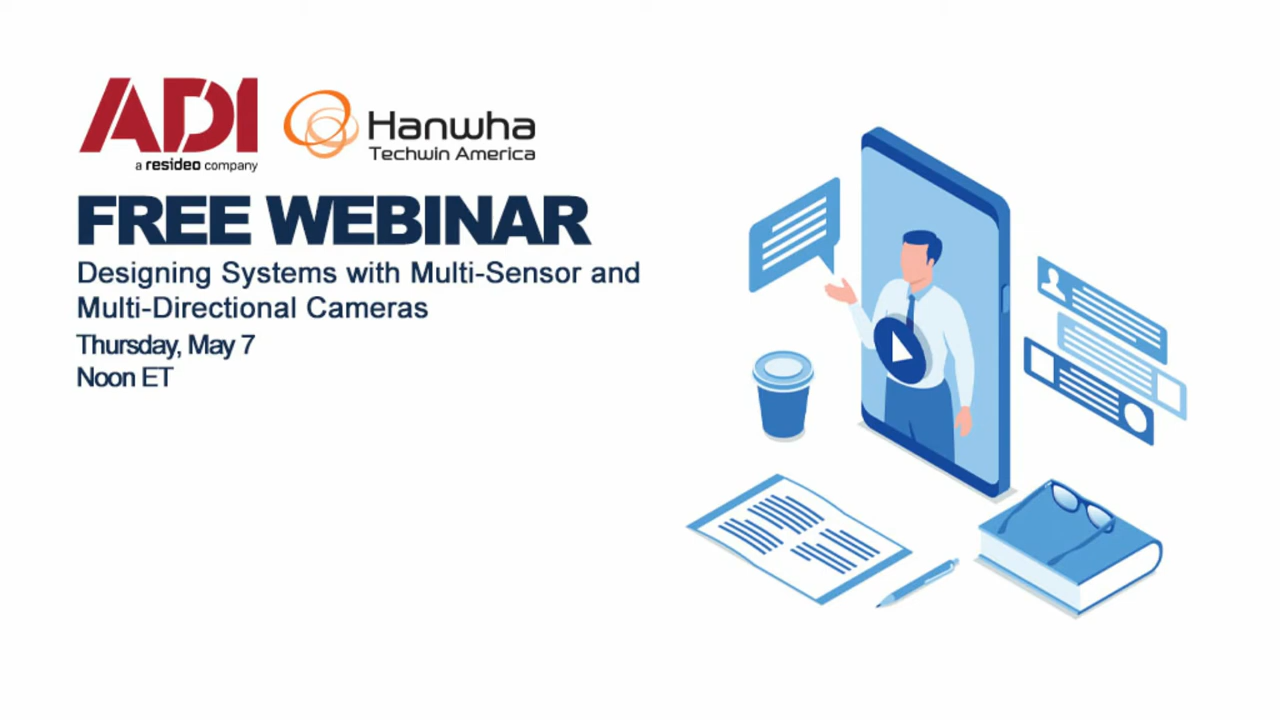 ADI
a resideo company
Hanwha
Techwin America
FREE WEBINAR
Designing Systems with Multi-Sensor and
Multi-Directional Cameras
Thursday, May 7
Noon ET